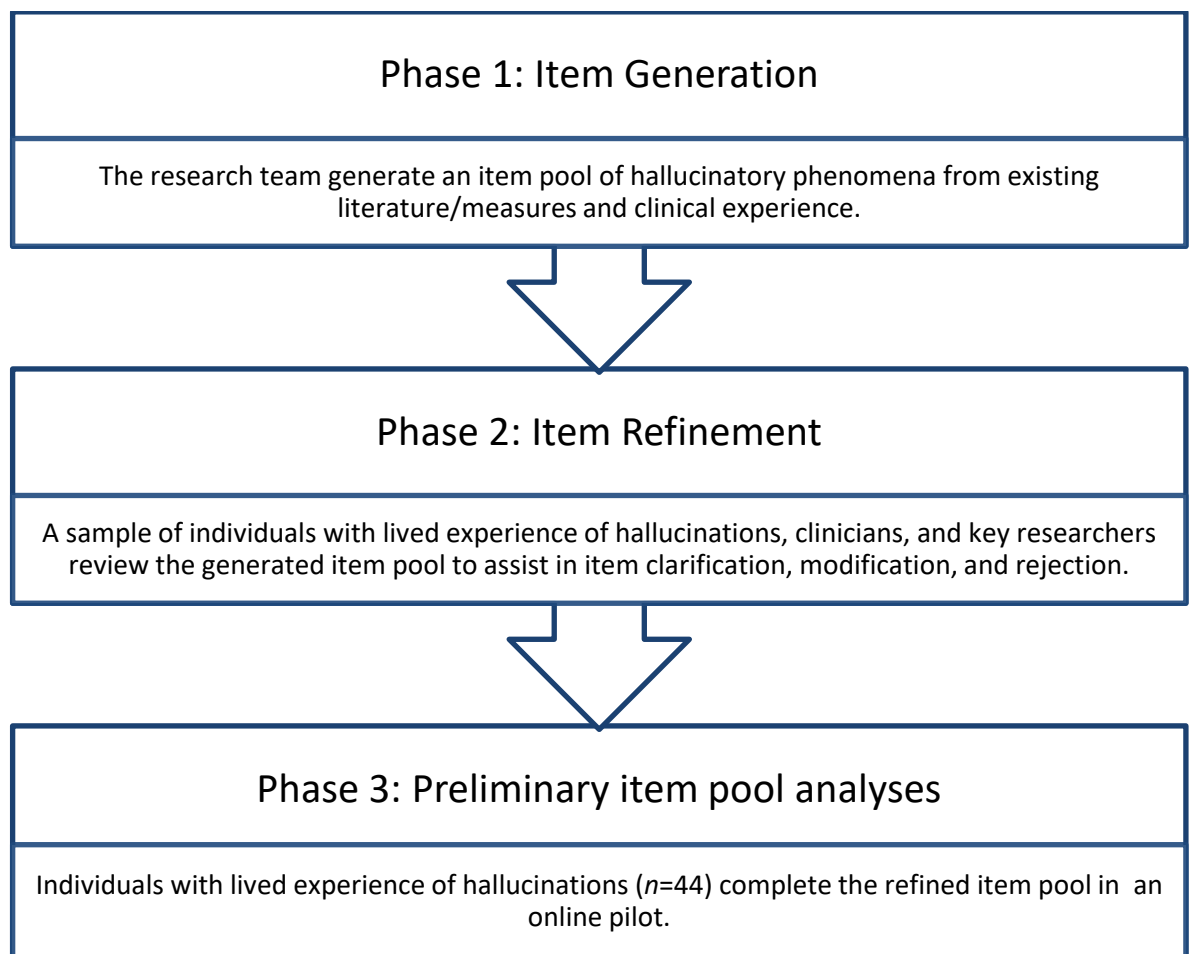 Phase 1: Item Generation
The research team generate an item pool of hallucinatory phenomena from existing
literature/measures and clinical experience.
Phase 2: Item Refinement
A sample of individuals with lived experience of hallucinations, clinicians, and key researchers
review the generated item pool to assist in item clarification, modification, and rejection.
Phase 3: Preliminary item pool analyses
Individuals with lived experience of hallucinations (n=44) complete the refined item pool in  an
online pilot.